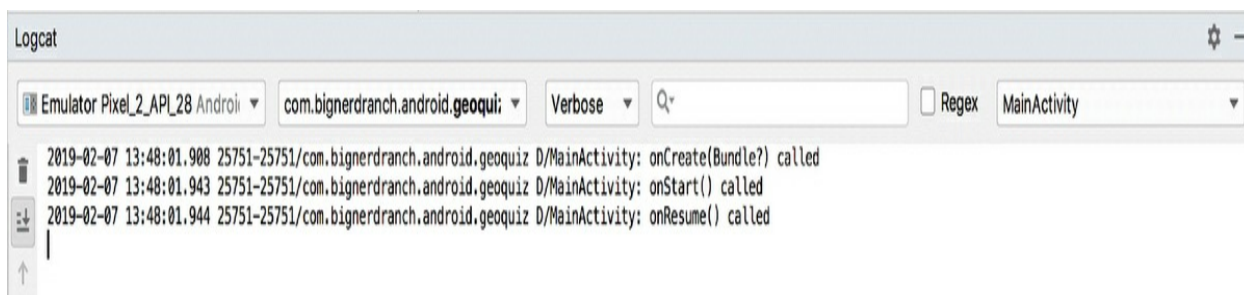 Logcat
Emulator Pixel_2_API_28 Androi com.bignerdranch.android.geoqui Verbose Regex MainActivity
2019-02-07 13:48:01.908 25751-25751/com.bignerdranch.android.geoquiz D/MainActivity: onCreate(Bundle?) called
2019-02-07 13:48:01.943 25751-25751/com.bignerdranch.android.geoquiz D/MainActivity: onStart() called
2019-02-07 13:48:01.944 25751-25751/com.bignerdranch.android.geoquiz D/MainActivity: onResume() called